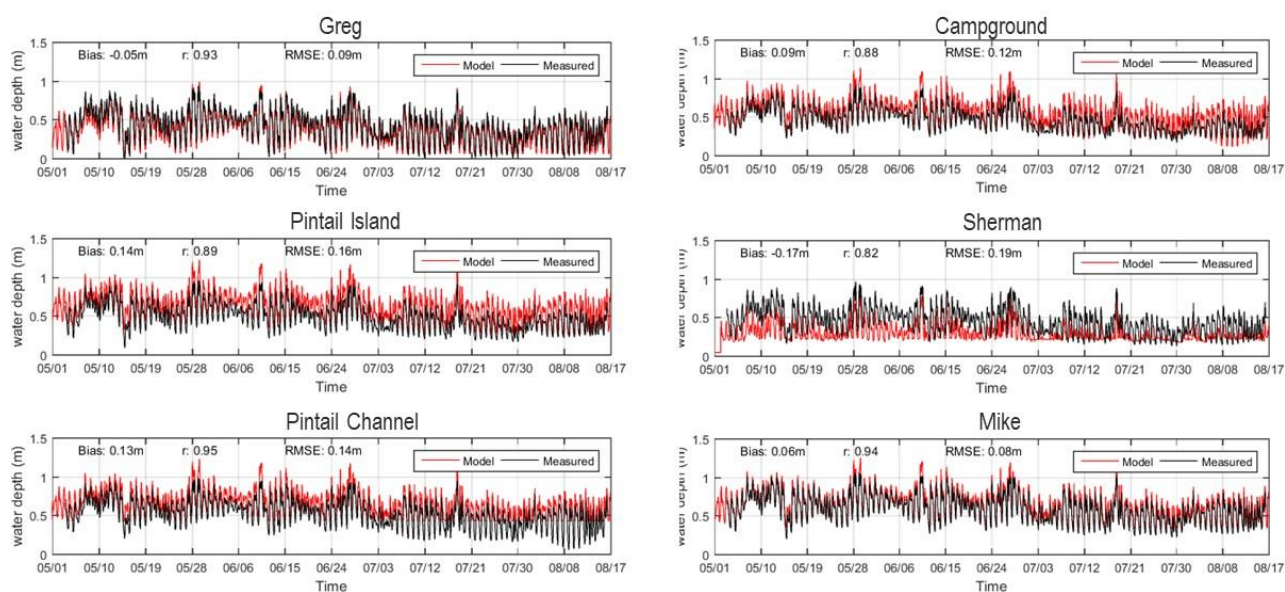 Greg
Bias: -0.05m r: 0.93 RMSE: 0.09m
Model Measured
water depth (m)
1.5
1
0.5
0
05/01 05/10 05/19 05/28 06/06 06/15 06/24 07/03 07/12 07/21 07/30 08/08 08/17
Time
Campground
Bias: 0.09m r: 0.88 RMSE: 0.12m
Model Measured
water depth (m)
1.5
1
0.5
0
05/01 05/10 05/19 05/28 06/06 06/15 06/24 07/03 07/12 07/21 07/30 08/08 08/17
Time
Pintail Island
Bias: 0.14m r: 0.89 RMSE: 0.16m
Model Measured
water depth (m)
1.5
1
0.5
0
05/01 05/10 05/19 05/28 06/06 06/15 06/24 07/03 07/12 07/21 07/30 08/08 08/17
Time
Sherman
Bias: -0.17m r: 0.82 RMSE: 0.19m
Model Measured
water depth (m)
1.5
1
0.5
0
05/01 05/10 05/19 05/28 06/06 06/15 06/24 07/03 07/12 07/21 07/30 08/08 08/17
Time
Pintail Channel
Bias: 0.13m r: 0.95 RMSE: 0.14m
Model Measured
water depth (m)
1.5
1
0.5
0
05/01 05/10 05/19 05/28 06/06 06/15 06/24 07/03 07/12 07/21 07/30 08/08 08/17
Time
Mike
Bias: 0.06m r: 0.94 RMSE: 0.08m
Model Measured
water depth (m)
1.5
1
0.5
0
05/01 05/10 05/19 05/28 06/06 06/15 06/24 07/03 07/12 07/21 07/30 08/08 08/17
Time